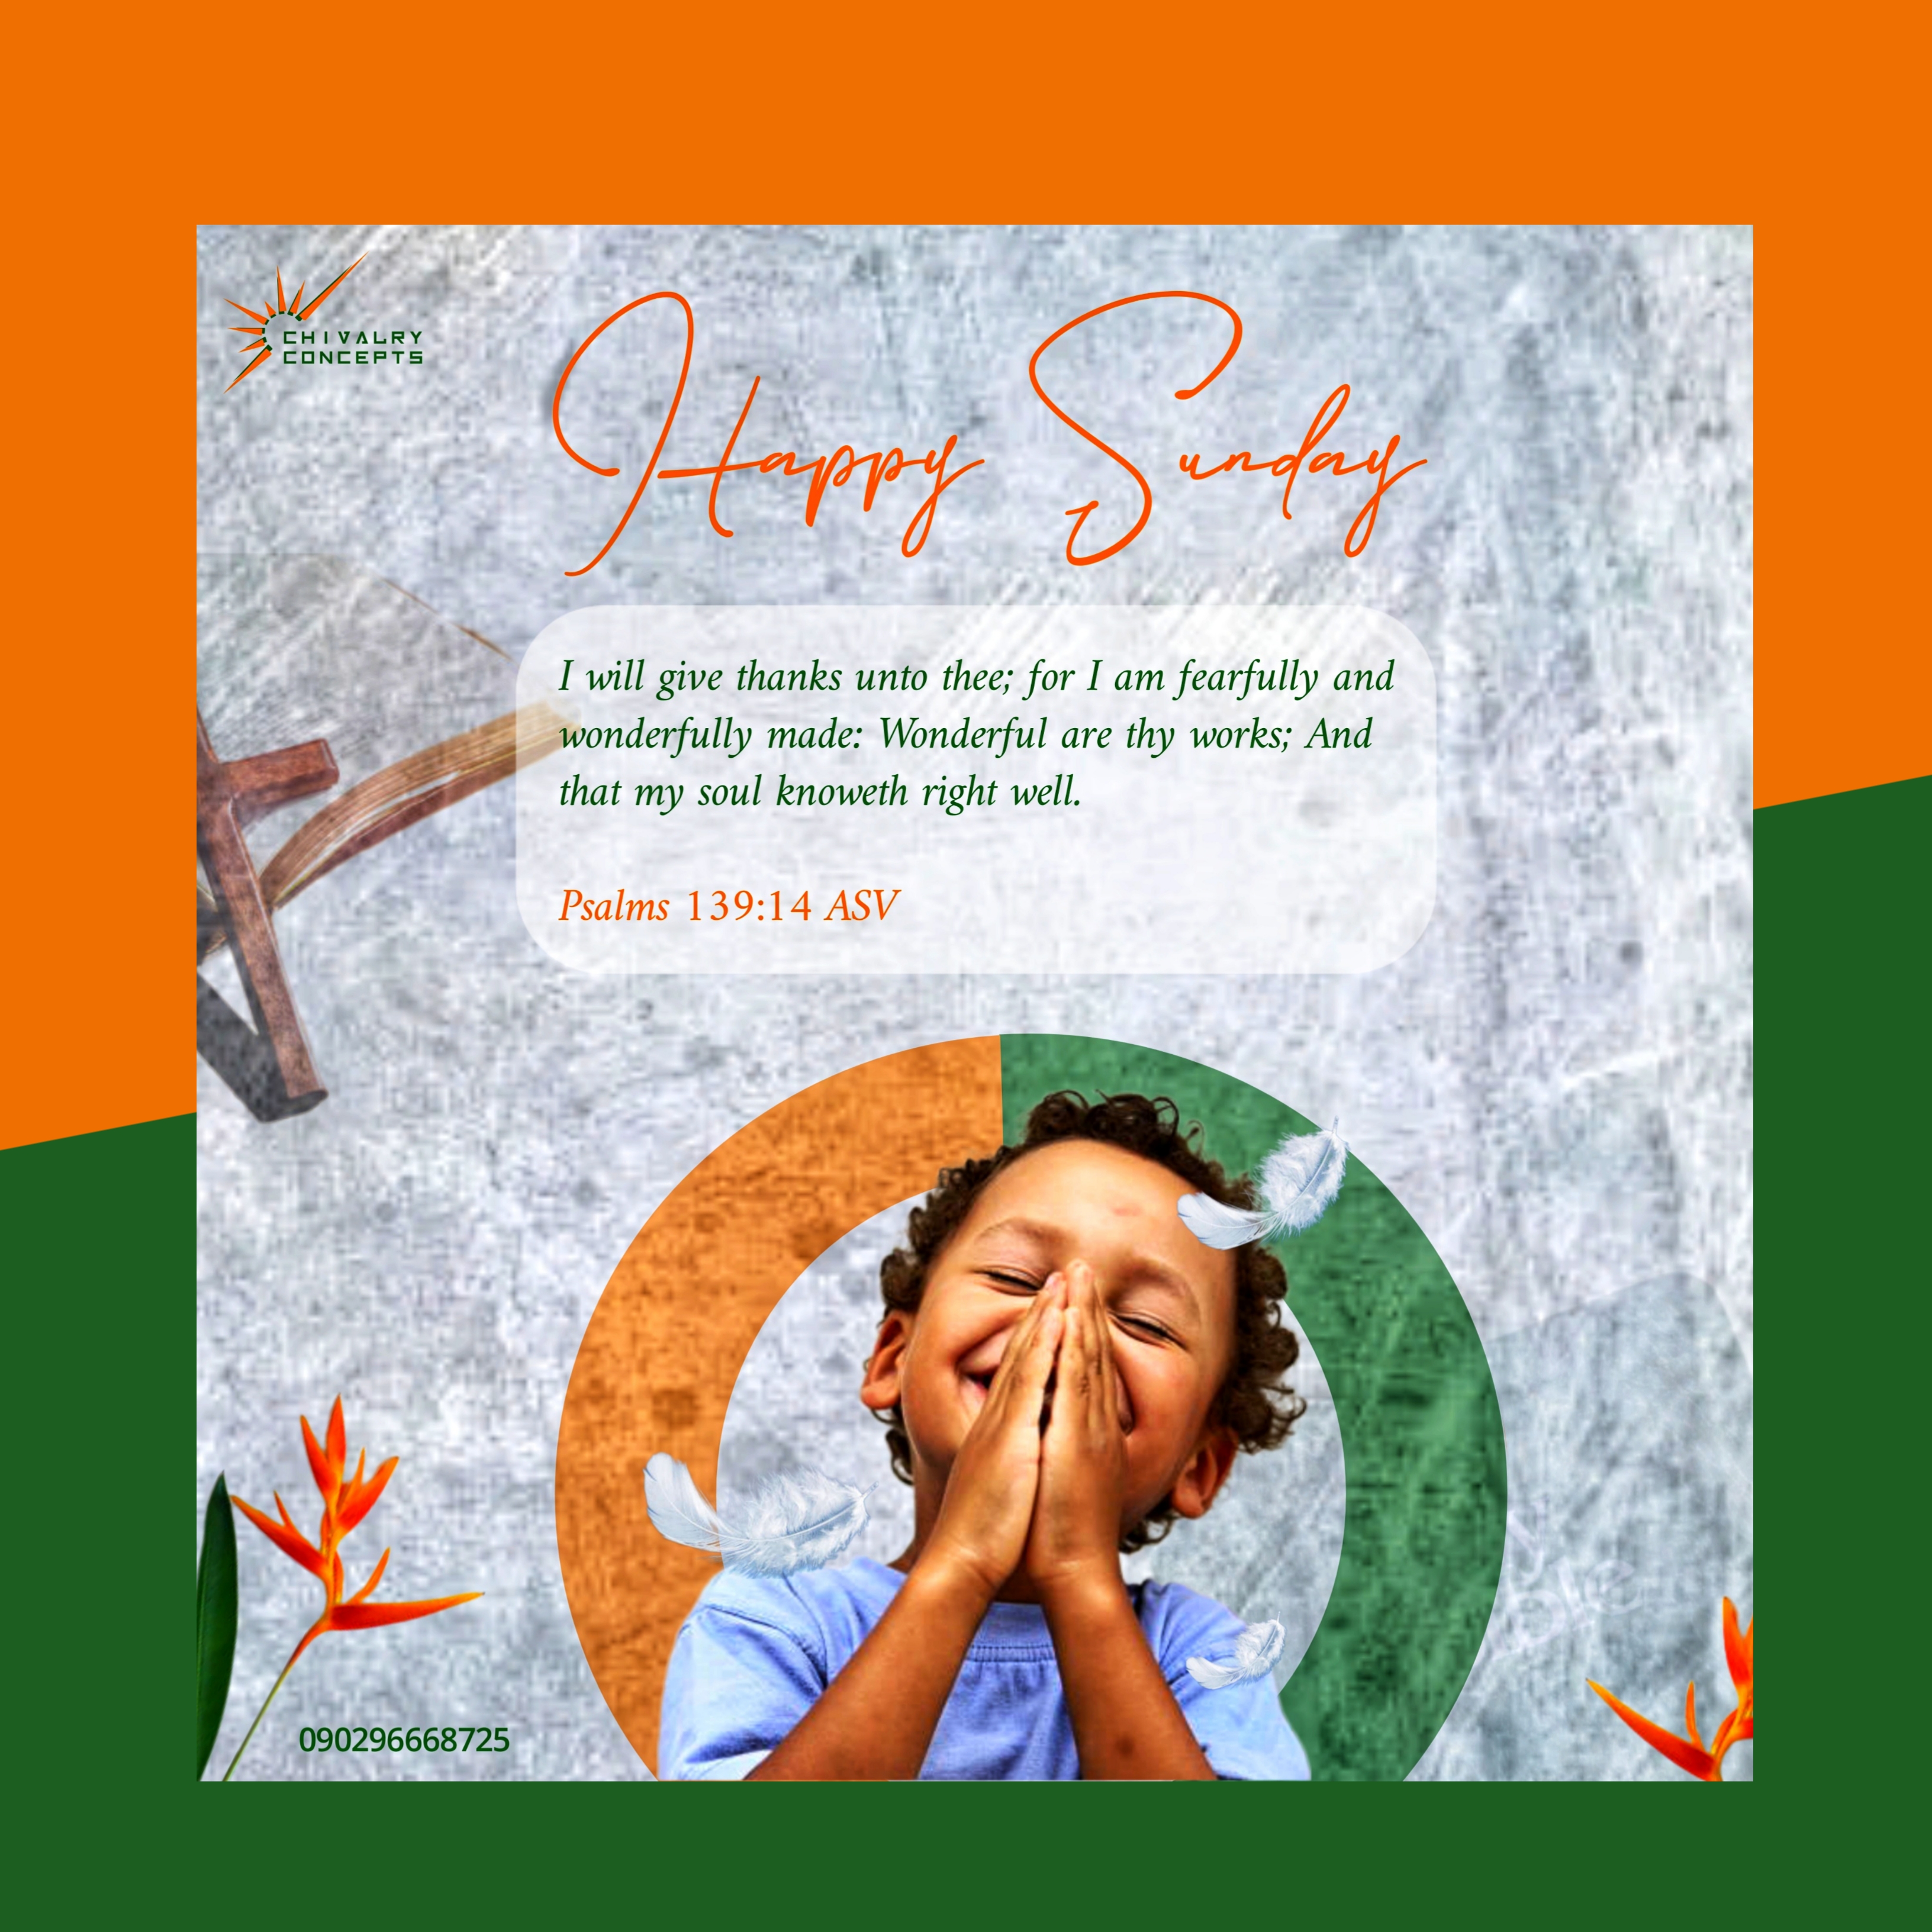 CHIVALRY
CONCEPTS
Happy Sunday
I will give thanks unto thee; for I am fearfully and
wonderfully made: Wonderful are thy works; And
that my soul knoweth right well.
Psalms 139:14 ASV
090296668725